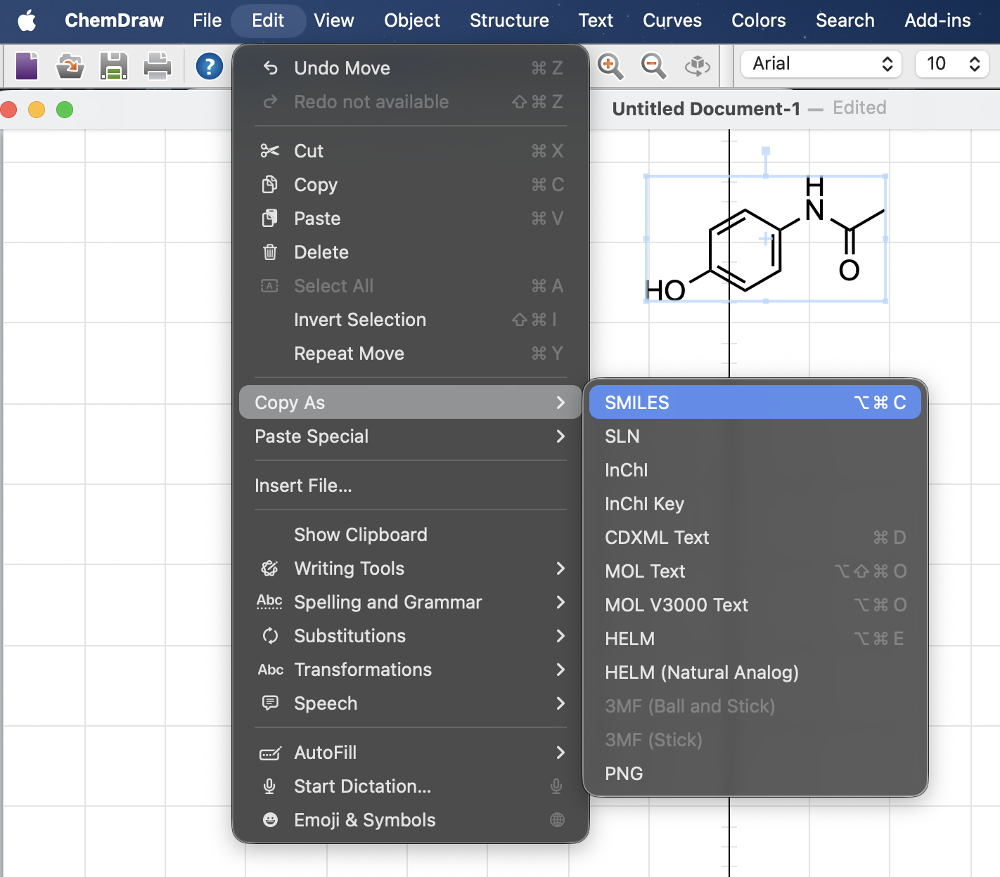 ChemDraw File Edit View Object Structure Text Curves Colors Search Add-ins
? Arial 10
Untitled Document-1 — Edited
Undo Move ⌘ Z
Redo not available ⇧ ⌘ Z
Cut ⌘ X
Copy ⌘ C
Paste ⌘ V
Delete
A Select All ⌘ A
Invert Selection ⇧ ⌘ I
Repeat Move ⌘ Y
Copy As
Paste Special
Insert File...
Show Clipboard
Writing Tools
Abc Spelling and Grammar
Substitutions
Abc Transformations
Speech
AutoFill
Start Dictation...
Emoji & Symbols
H
N
O
HO
SMILES ⌥ ⌘ C
SLN
InChI
InChI Key
CDXML Text ⌘ D
MOL Text ⌥ ⇧ ⌘ O
MOL V3000 Text ⌥ ⌘ O
HELM ⌥ ⌘ E
HELM (Natural Analog)
3MF (Ball and Stick)
3MF (Stick)
PNG